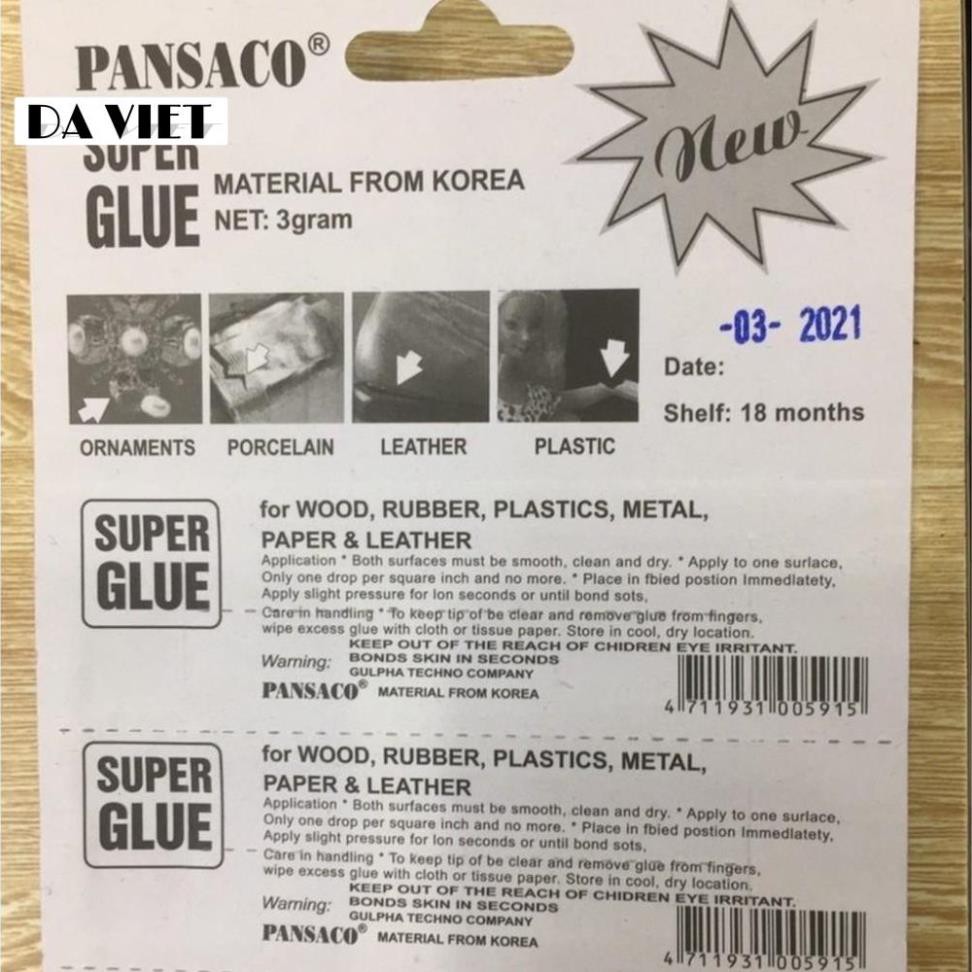 PANSACO®
DA VIET
SUPER
GLUE
MATERIAL FROM KOREA
NET: 3gram
New
-03- 2021
Date:
Shelf: 18 months
ORNAMENTS PORCELAIN LEATHER PLASTIC
SUPER
GLUE
for WOOD, RUBBER, PLASTICS, METAL,
PAPER & LEATHER
Application * Both surfaces must be smooth, clean and dry. * Apply to one surlace,
Only one drop per square inch and no more. * Place in fbied postion Immedlatety,
Apply slight pressure for lon seconds or until bond sots,
Care in handling * To keep tip of be clear and remove glue from fingers,
wipe excess glue with cloth or tissue paper. Store in cool, dry location.
KEEP OUT OF THE REACH OF CHIDREN EYE IRRITANT.
Warning: BONDS SKIN IN SECONDS
GULPHA TECHNO COMPANY
PANSACO® MATERIAL FROM KOREA
4 711931 005915
SUPER
GLUE
for WOOD, RUBBER, PLASTICS, METAL,
PAPER & LEATHER
Application * Both surfaces must be smooth, clean and dry. * Apply to one surlace,
Only one drop per square inch and no more. * Place in fbied postion Immedlatety,
Apply slight pressure for lon seconds or until bond sots,
Care in handling * To keep tip of be clear and remove glue from fingers,
wipe excess glue with cloth or tissue paper. Store in cool, dry location.
KEEP OUT OF THE REACH OF CHIDREN EYE IRRITANT.
Warning: BONDS SKIN IN SECONDS
GULPHA TECHNO COMPANY
PANSACO® MATERIAL FROM KOREA
4 711931 005915